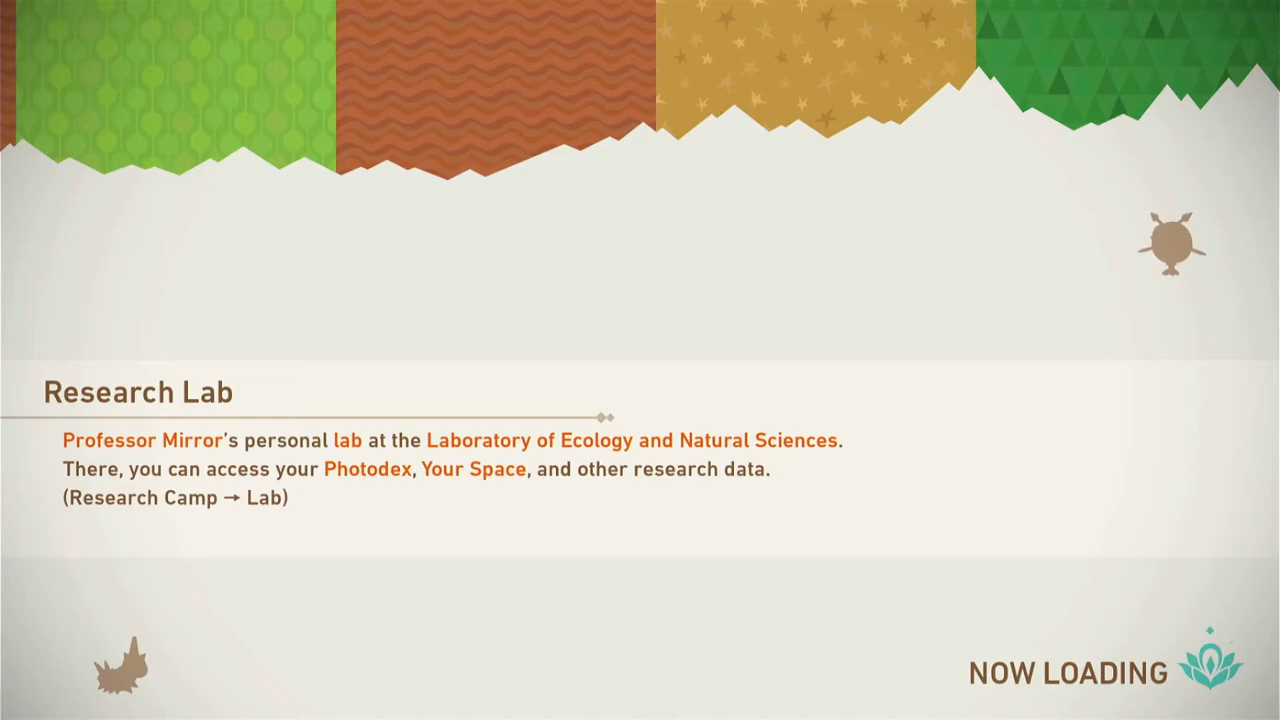 Research Lab
Professor Mirror's personal lab at the Laboratory of Ecology and Natural Sciences.
There, you can access your Photodex, Your Space, and other research data.
(Research Camp → Lab)
NOW LOADING